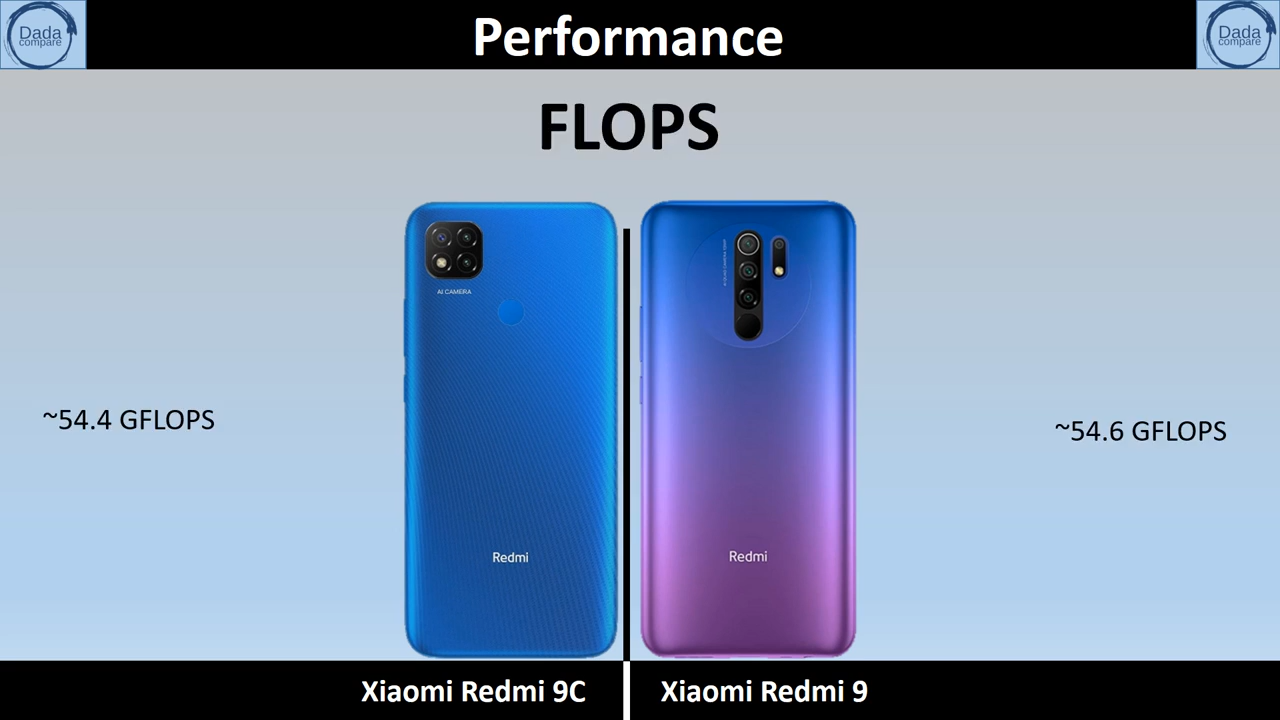 Dada
compare
Performance
Dada
compare
FLOPS
AI CAMERA
~54.4 GFLOPS
~54.6 GFLOPS
Redmi
Redmi
Xiaomi Redmi 9C
Xiaomi Redmi 9